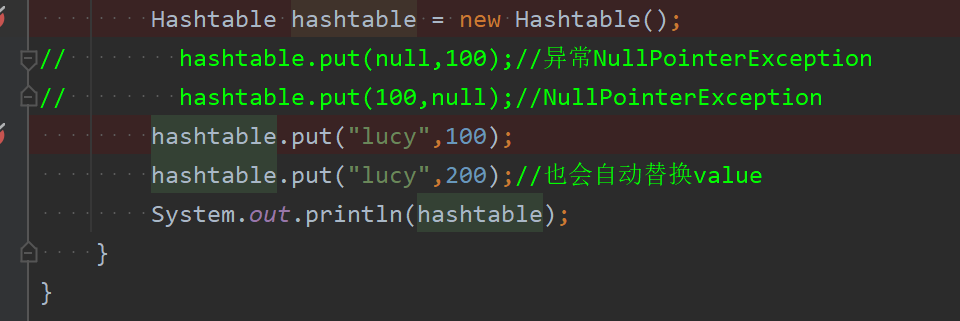 Hashtable hashtable = new Hashtable();
//        hashtable.put(null,100);//异常NullPointerException
//        hashtable.put(100,null);//NullPointerException
hashtable.put("lucy",100);
hashtable.put("lucy",200);//也会自动替换value
System.out.println(hashtable);
}
}